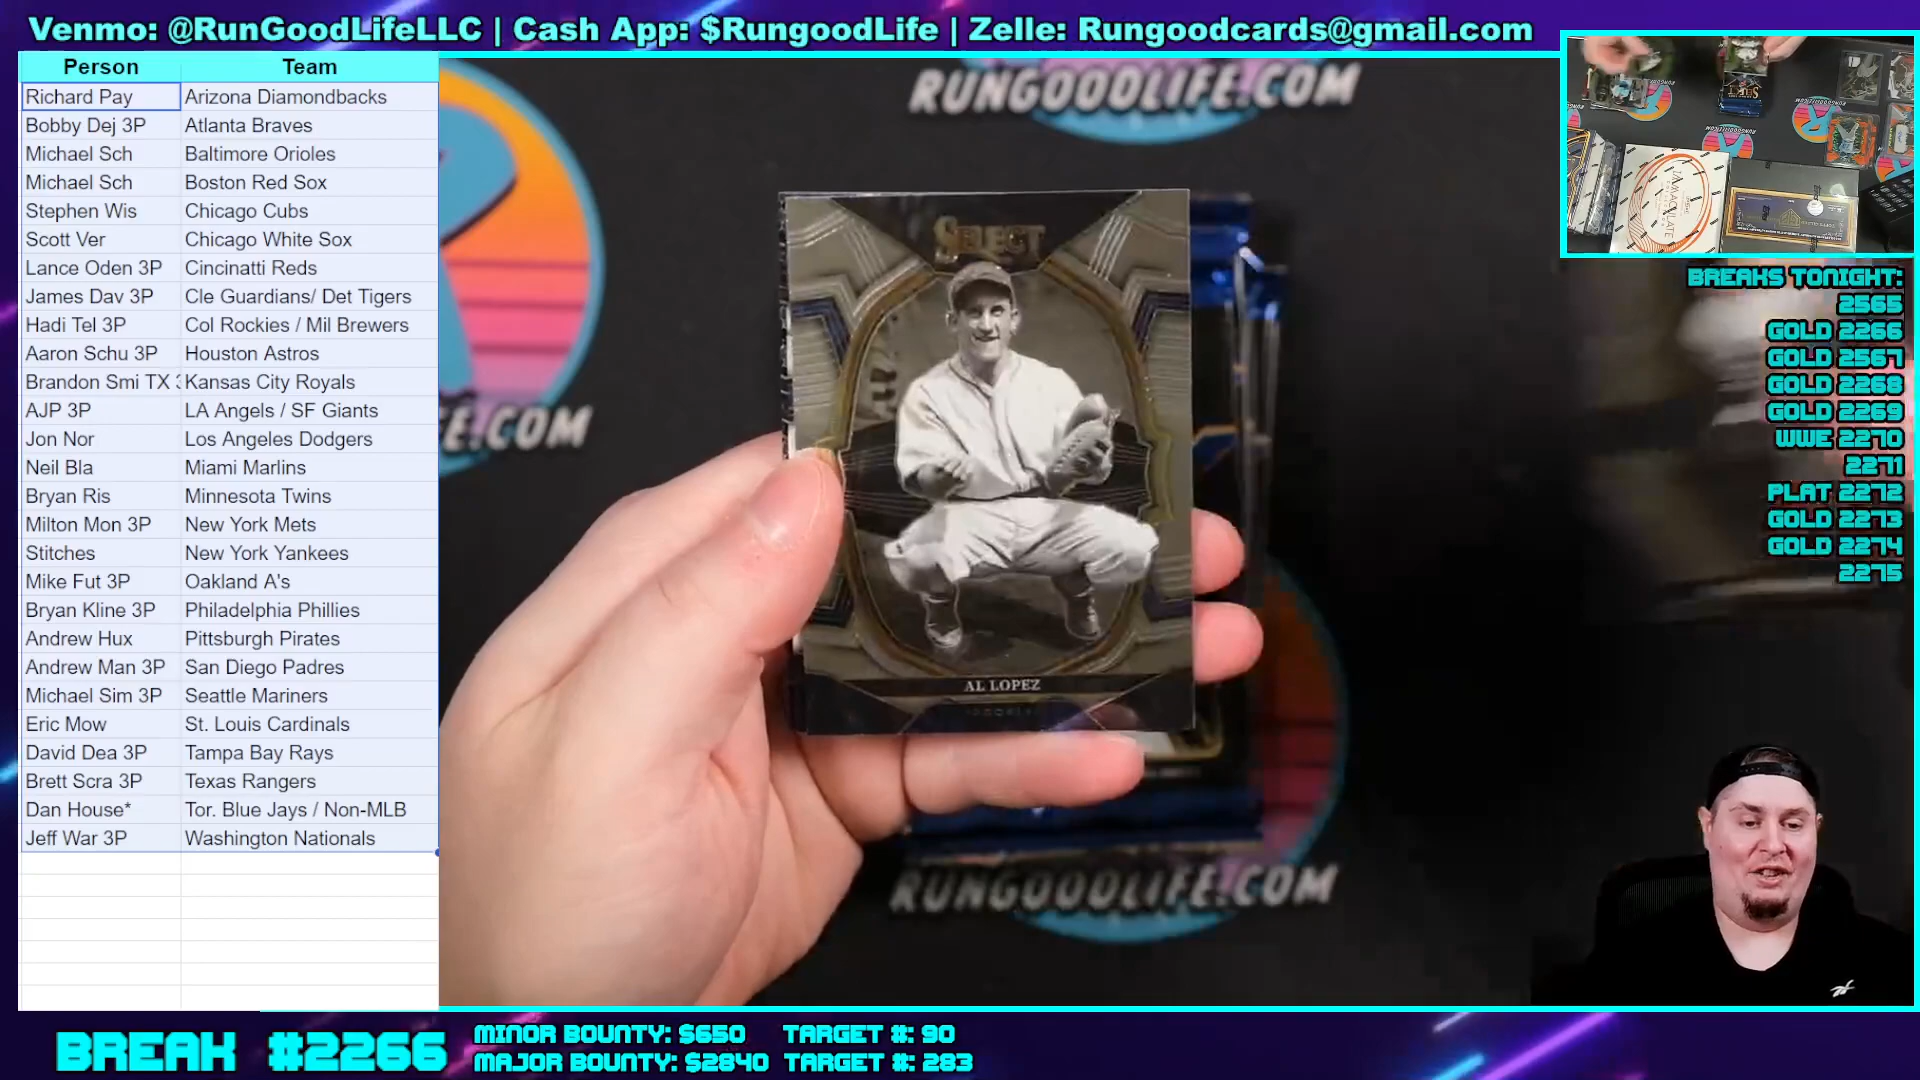 Venmo: @RunGoodLifeLLC | Cash App: $RungoodLife | Zelle: Rungoodcards@gmail.com
Person Team
Richard Pay Arizona Diamondbacks
Bobby Dej 3P Atlanta Braves
Michael Sch Baltimore Orioles
Michael Sch Boston Red Sox
Stephen Wis Chicago Cubs
Scott Ver Chicago White Sox
Lance Oden 3P Cincinatti Reds
James Dav 3P Cle Guardians/ Det Tigers
Hadi Tel 3P Col Rockies / Mil Brewers
Aaron Schu 3P Houston Astros
Brandon Smi TX Kansas City Royals
AJP 3P LA Angels / SF Giants
Jon Nor Los Angeles Dodgers
Neil Bla Miami Marlins
Bryan Ris Minnesota Twins
Milton Mon 3P New York Mets
Stitches New York Yankees
Mike Fut 3P Oakland A's
Bryan Kline 3P Philadelphia Phillies
Andrew Hux Pittsburgh Pirates
Andrew Man 3P San Diego Padres
Michael Sim 3P Seattle Mariners
Eric Mow St. Louis Cardinals
David Dea 3P Tampa Bay Rays
Brett Scra 3P Texas Rangers
Dan House* Tor. Blue Jays / Non-MLB
Jeff War 3P Washington Nationals
RUNGOODLIFE.COM
E.COM
SELECT
AL LOPEZ
RUNGOODLIFE.COM
IMMACULATE
BREAKS TONIGHT:
2565
GOLD 2266
GOLD 2567
GOLD 2268
GOLD 2269
WWE 2270
2271
PLAT 2272
GOLD 2273
GOLD 2274
2275
BREAK #2266
MINOR BOUNTY: $650 TARGET #: 90
MAJOR BOUNTY: $2840 TARGET #: 283